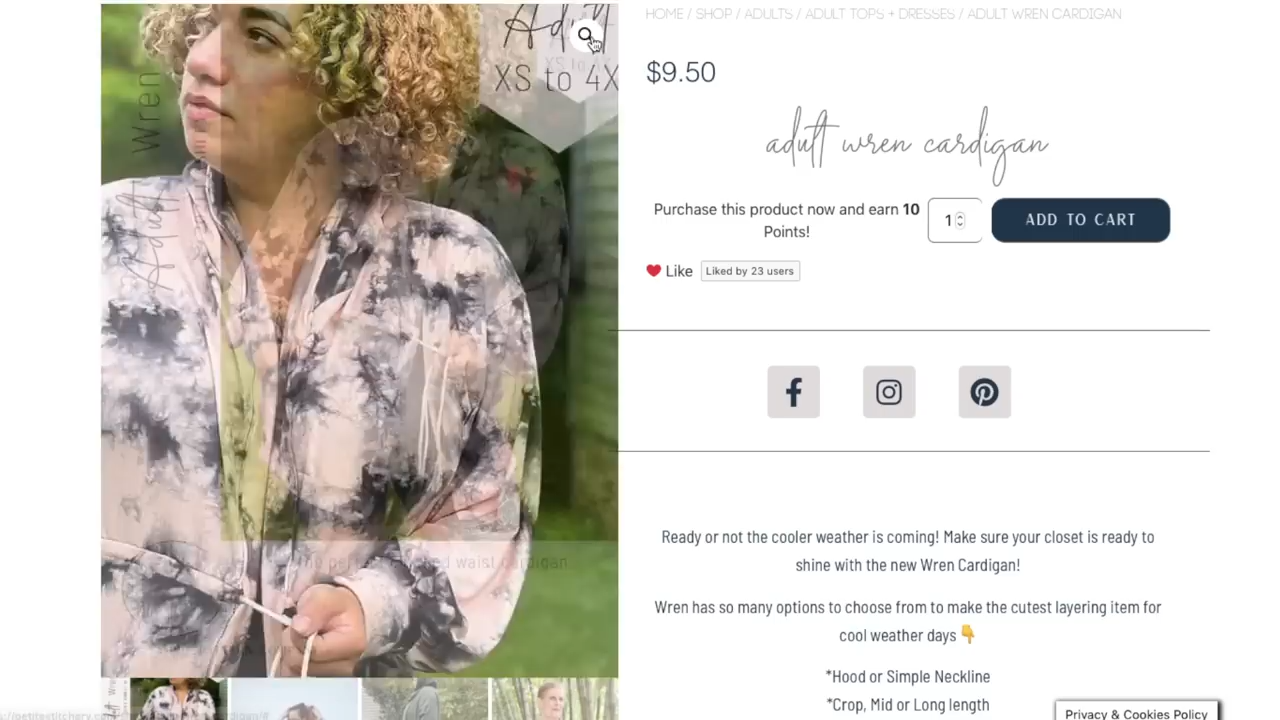 HOME / SHOP / ADULTS / ADULT TOPS + DRESSES / ADULT WREN CARDIGAN
Adult
XS to 4X
Wren
Adult
$9.50
adult wren cardigan
Purchase this product now and earn 10
Points!
1
ADD TO CART
Like
Liked by 23 users
Ready or not the cooler weather is coming! Make sure your closet is ready to
shine with the new Wren Cardigan!
Wren has so many options to choose from to make the cutest layering item for
cool weather days👇
*Hood or Simple Neckline
*Crop, Mid or Long length
waist cardigan
Privacy & Cookies Policy